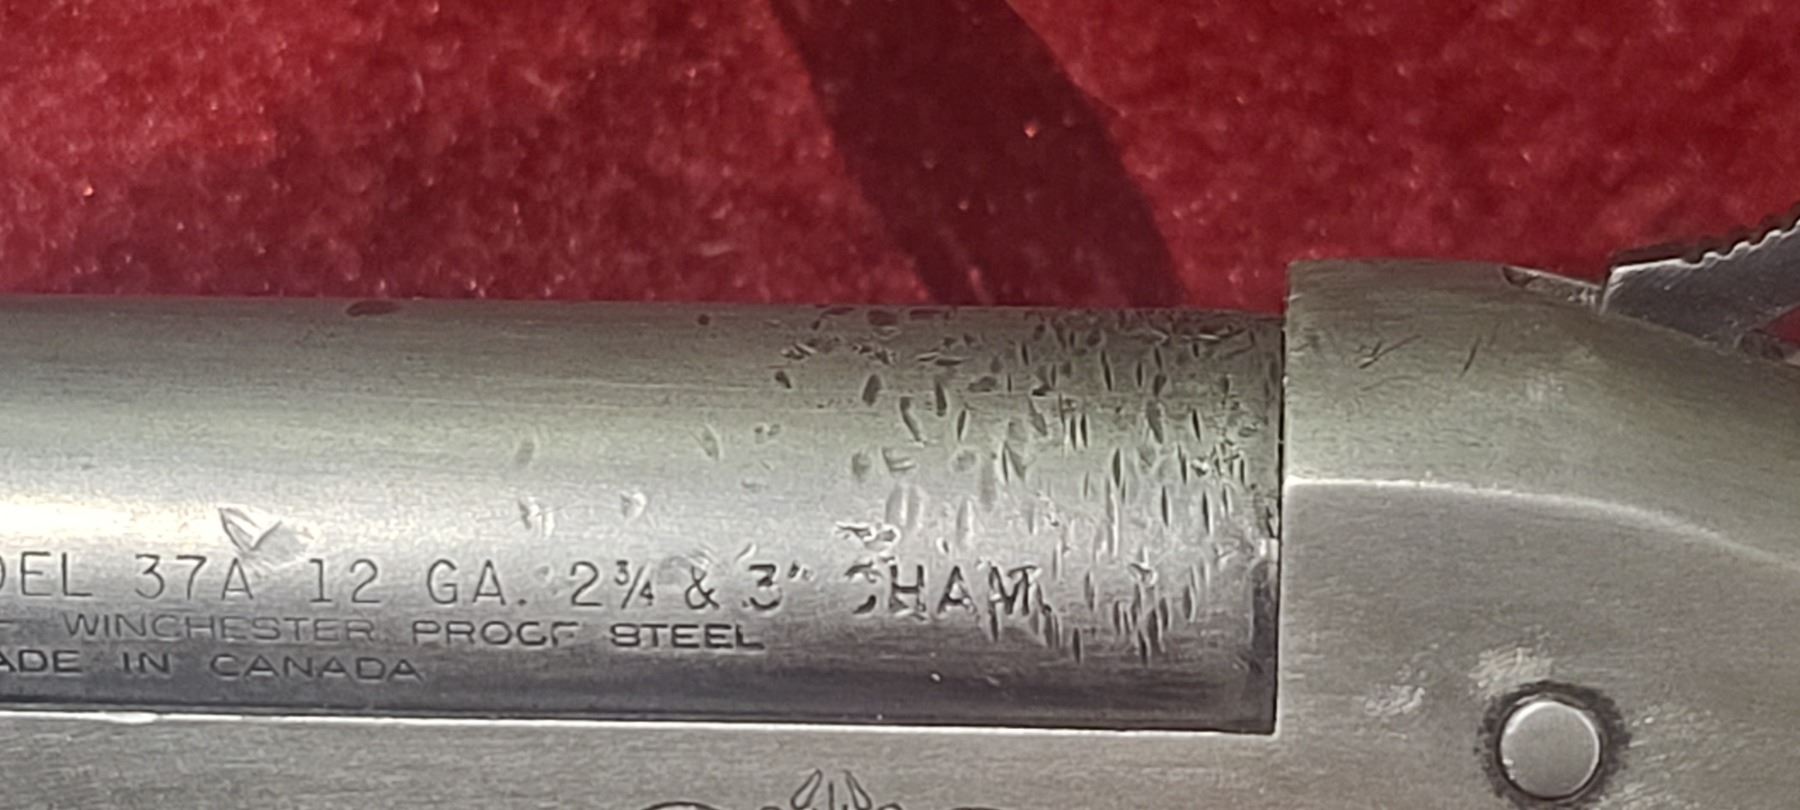 DEL 37A 12 GA. 2¾ & 3" CHAM.
WINCHESTER PROOF STEEL
ADE IN CANADA